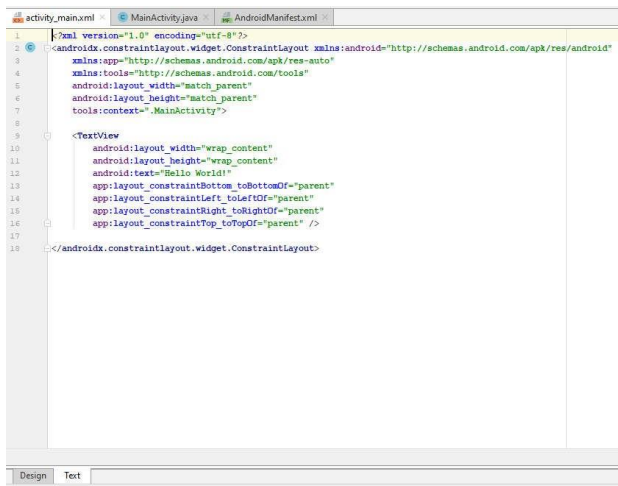 activity_main.xml MainActivity.java AndroidManifest.xml
1 <?xml version="1.0" encoding="utf-8"?>
2 <androidx.constraintlayout.widget.ConstraintLayout xmlns:android="http://schemas.android.com/apk/res/android"
3 xmlns:app="http://schemas.android.com/apk/res-auto"
4 xmlns:tools="http://schemas.android.com/tools"
5 android:layout_width="match_parent"
6 android:layout_height="match_parent"
7 tools:context=".MainActivity">
8
9 <TextView
10 android:layout_width="wrap_content"
11 android:layout_height="wrap_content"
12 android:text="Hello World!"
13 app:layout_constraintBottom_toBottomOf="parent"
14 app:layout_constraintLeft_toLeftOf="parent"
15 app:layout_constraintRight_toRightOf="parent"
16 app:layout_constraintTop_toTopOf="parent" />
17
18 </androidx.constraintlayout.widget.ConstraintLayout>
Design Text